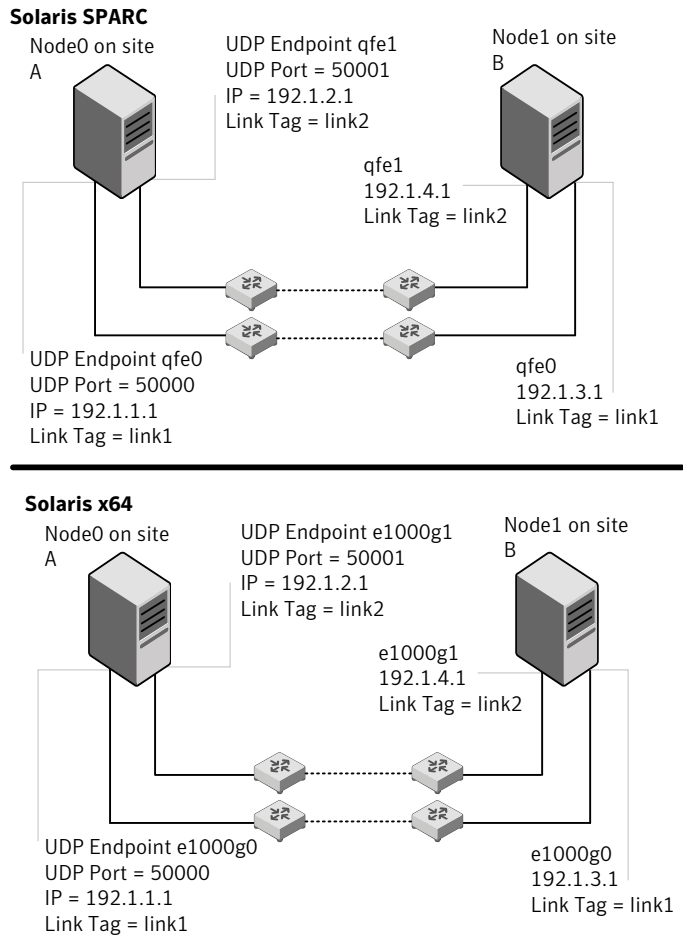 Solaris SPARC
Node0 on site
A
UDP Endpoint qfe1
UDP Port = 50001
IP = 192.1.2.1
Link Tag = link2
Node1 on site
B
qfe1
192.1.4.1
Link Tag = link2
UDP Endpoint qfe0
UDP Port = 50000
IP = 192.1.1.1
Link Tag = link1
qfe0
192.1.3.1
Link Tag = link1
Solaris x64
Node0 on site
A
UDP Endpoint e1000g1
UDP Port = 50001
IP = 192.1.2.1
Link Tag = link2
Node1 on site
B
e1000g1
192.1.4.1
Link Tag = link2
UDP Endpoint e1000g0
UDP Port = 50000
IP = 192.1.1.1
Link Tag = link1
e1000g0
192.1.3.1
Link Tag = link1